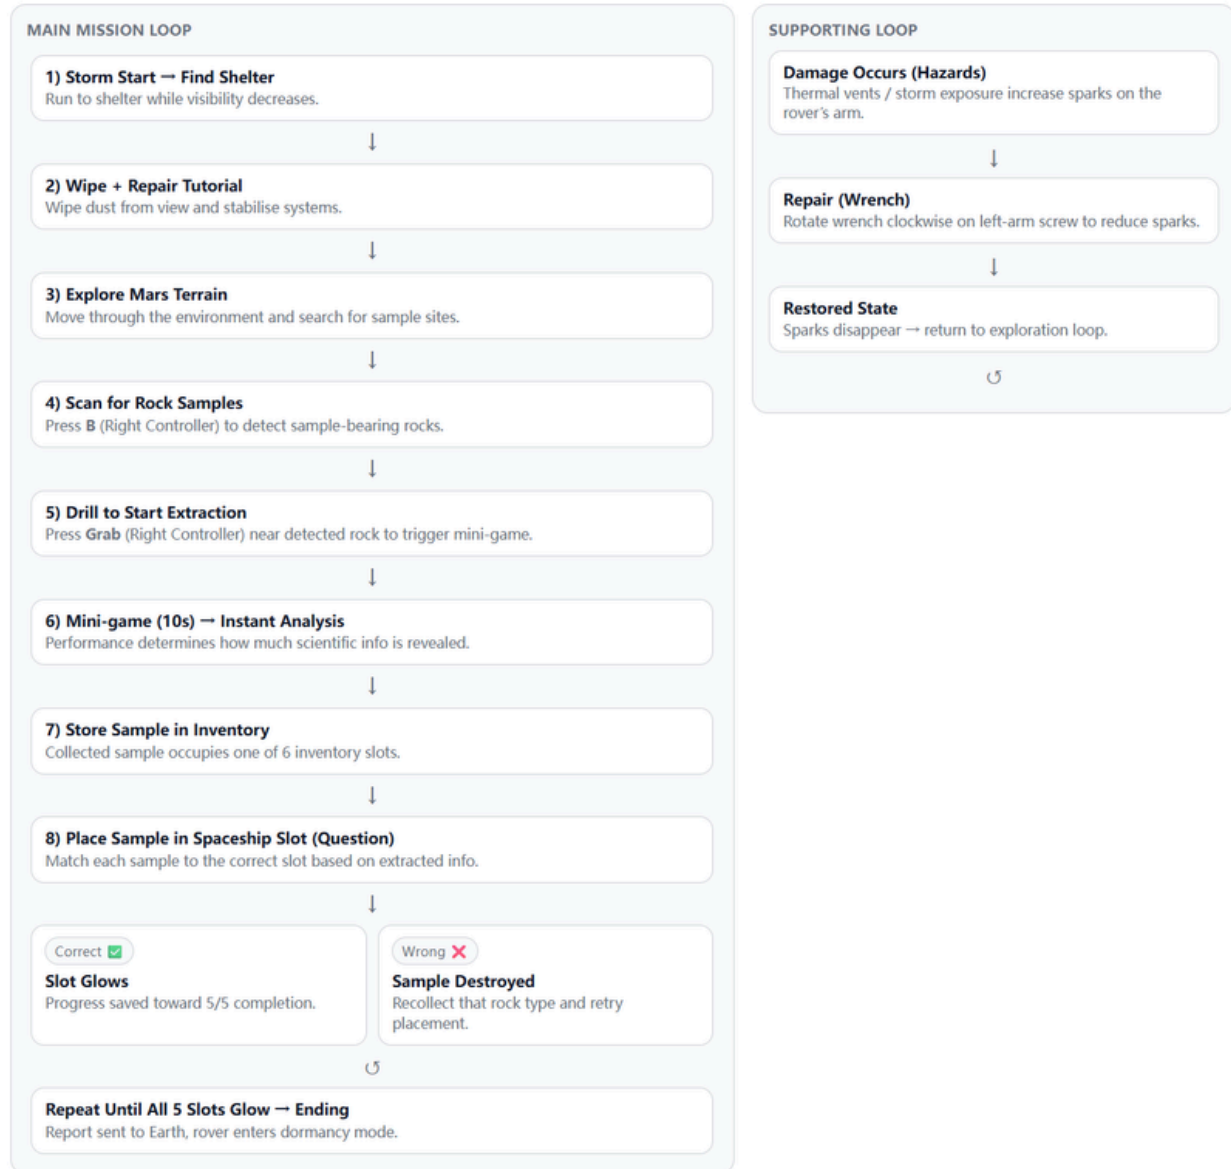 MAIN MISSION LOOP
1) Storm Start → Find Shelter
Run to shelter while visibility decreases.
↓
2) Wipe + Repair Tutorial
Wipe dust from view and stabilise systems.
↓
3) Explore Mars Terrain
Move through the environment and search for sample sites.
↓
4) Scan for Rock Samples
Press B (Right Controller) to detect sample-bearing rocks.
↓
5) Drill to Start Extraction
Press Grab (Right Controller) near detected rock to trigger mini-game.
↓
6) Mini-game (10s) → Instant Analysis
Performance determines how much scientific info is revealed.
↓
7) Store Sample in Inventory
Collected sample occupies one of 6 inventory slots.
↓
8) Place Sample in Spaceship Slot (Question)
Match each sample to the correct slot based on extracted info.
↓
Correct ✅
Slot Glows
Progress saved toward 5/5 completion.
Wrong ❌
Sample Destroyed
Recollect that rock type and retry
placement.
↺
Repeat Until All 5 Slots Glow → Ending
Report sent to Earth, rover enters dormancy mode.
SUPPORTING LOOP
Damage Occurs (Hazards)
Thermal vents / storm exposure increase sparks on the
rover's arm.
↓
Repair (Wrench)
Rotate wrench clockwise on left-arm screw to reduce sparks.
↓
Restored State
Sparks disappear → return to exploration loop.
↺